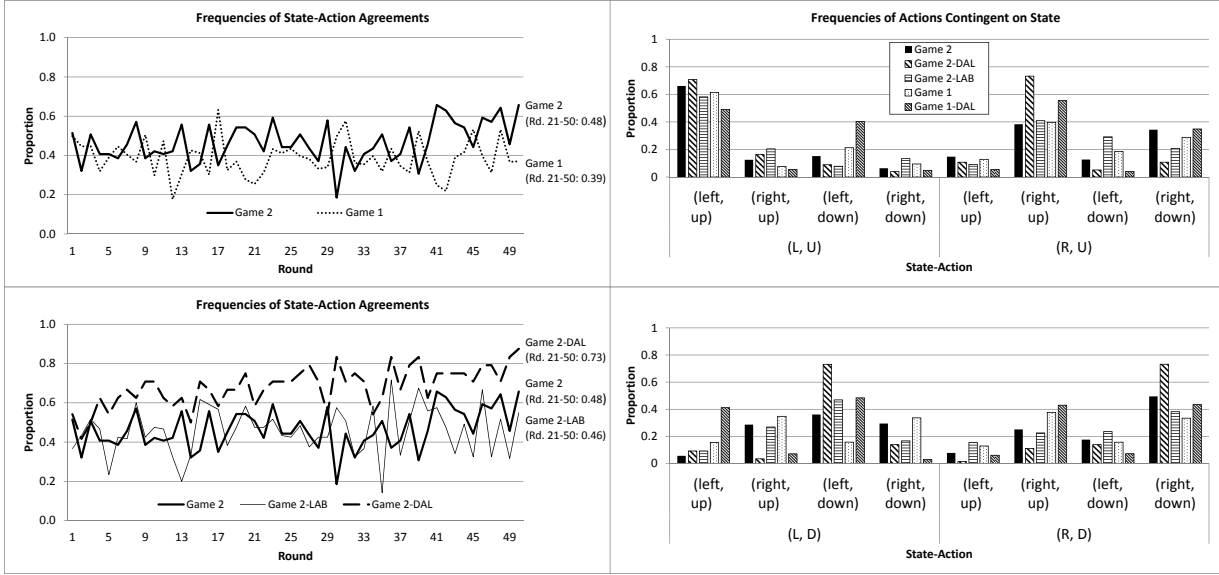 Frequencies of State-Action Agreements
1.0
0.8
0.6
0.4
0.2
0.0
Proportion
1 5 9 13 17 21 25 29 33 37 41 45 49
Round
Game 2
(Rd. 21-50: 0.48)
Game 1
(Rd. 21-50: 0.39)
Game 2 Game 1
Frequencies of Actions Contingent on State
1
0.8
0.6
0.4
0.2
0
Proportion
Game 2
Game 2-DAL
Game 2-LAB
Game 1
Game 1-DAL
(left, (right, (left, (right, (left, (right, (left, (right,
up) up) down) down) up) up) down) down)
(L, U) (R, U)
State-Action
Frequencies of State-Action Agreements
1.0
0.8
0.6
0.4
0.2
0.0
Proportion
1 5 9 13 17 21 25 29 33 37 41 45 49
Round
Game 2-DAL
(Rd. 21-50: 0.73)
Game 2
(Rd. 21-50: 0.48)
Game 2-LAB
(Rd. 21-50: 0.46)
Game 2 Game 2-LAB Game 2-DAL
1
0.8
0.6
0.4
0.2
0
Proportion
(left, (right, (left, (right, (left, (right, (left, (right,
up) up) down) down) up) up) down) down)
(L, D) (R, D)
State-Action